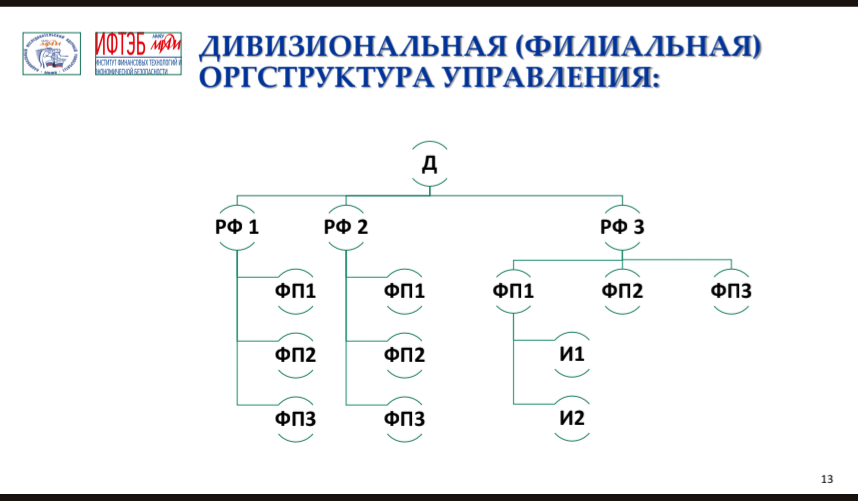 ИФТЭБ
МИФИ
ИНСТИТУТ ФИНАНСОВЫХ ТЕХНОЛОГИЙ И
ЭКОНОМИЧЕСКОЙ БЕЗОПАСНОСТИ
ДИВИЗИОНАЛЬНАЯ (ФИЛИАЛЬНАЯ)
ОРГСТРУКТУРА УПРАВЛЕНИЯ:
Д
РФ 1
РФ 2
РФ 3
ФП1
ФП1
ФП1
ФП2
ФП3
ФП2
ФП2
И1
ФП3
ФП3
И2
13